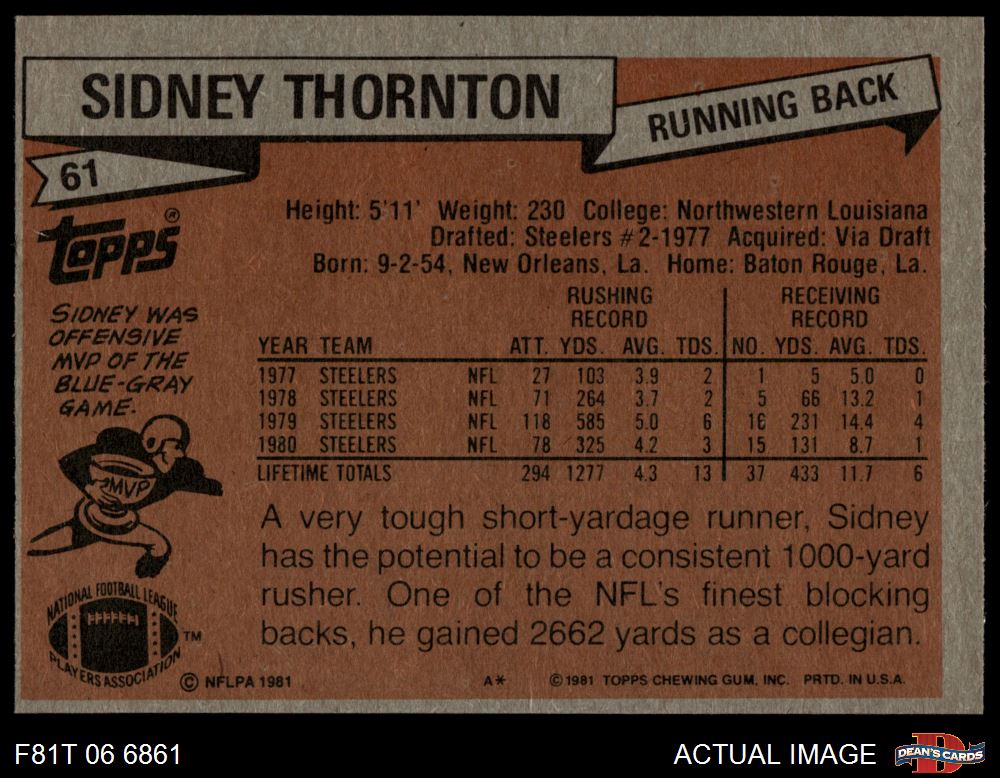 SIDNEY THORNTON
RUNNING BACK
61
TOPPS®
Height: 5'11' Weight: 230 College: Northwestern Louisiana
Drafted: Steelers #2-1977 Acquired: Via Draft
Born: 9-2-54, New Orleans, La. Home: Baton Rouge, La.
SIDNEY WAS
OFFENSIVE
MVP OF THE
BLUE-GRAY
GAME.
MVP
RUSHING RECEIVING
RECORD RECORD
YEAR TEAM ATT. YDS. AVG. TDS. NO. YDS. AVG. TDS.
1977 STEELERS NFL 27 103 3.9 2 1 5 5.0 0
1978 STEELERS NFL 71 264 3.7 2 5 66 13.2 1
1979 STEELERS NFL 118 585 5.0 6 16 231 14.4 4
1980 STEELERS NFL 78 325 4.2 3 15 131 8.7 1
LIFETIME TOTALS 294 1277 4.3 13 37 433 11.7 6
A very tough short-yardage runner, Sidney
has the potential to be a consistent 1000-yard
rusher. One of the NFL's finest blocking
backs, he gained 2662 yards as a collegian.
NATIONAL FOOTBALL LEAGUE
PLAYERS ASSOCIATION
TM
© NFLPA 1981 A* © 1981 TOPPS CHEWING GUM, INC. PRTD. IN U.S.A.
F81T 06 6861 ACTUAL IMAGE
D
DEAN'S CARDS